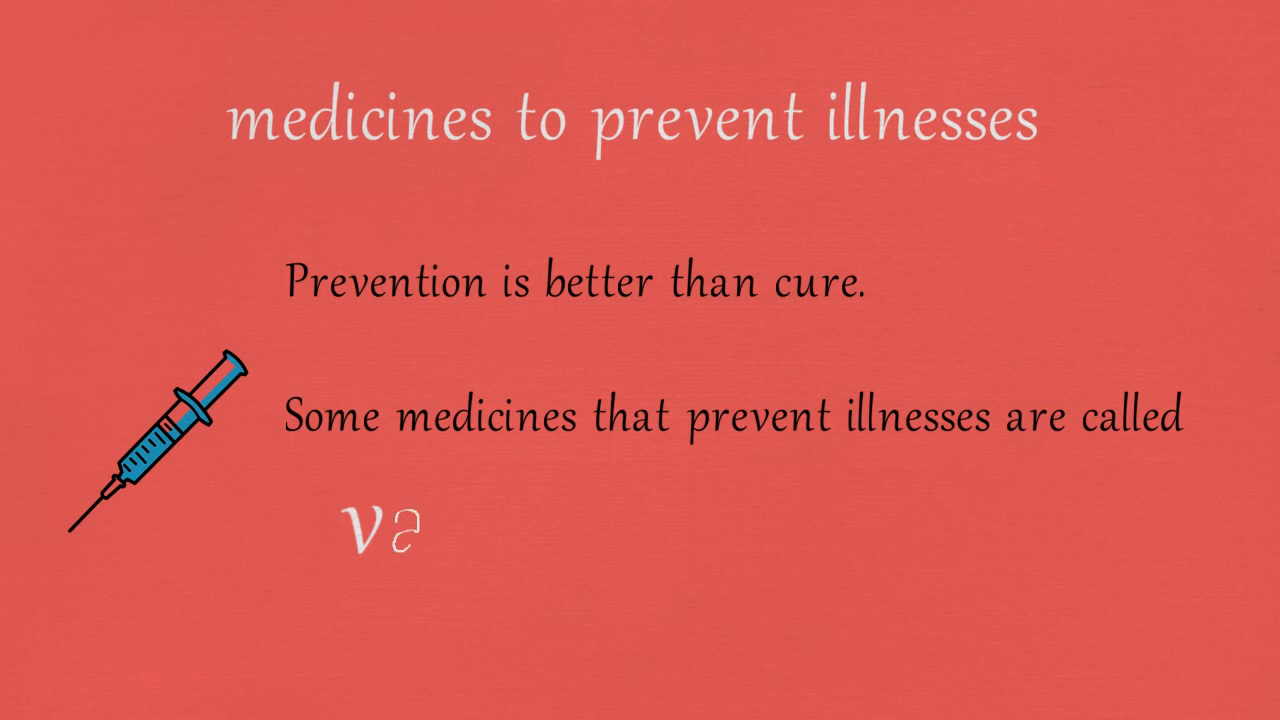 medicines to prevent illnesses
Prevention is better than cure.
Some medicines that prevent illnesses are called
va